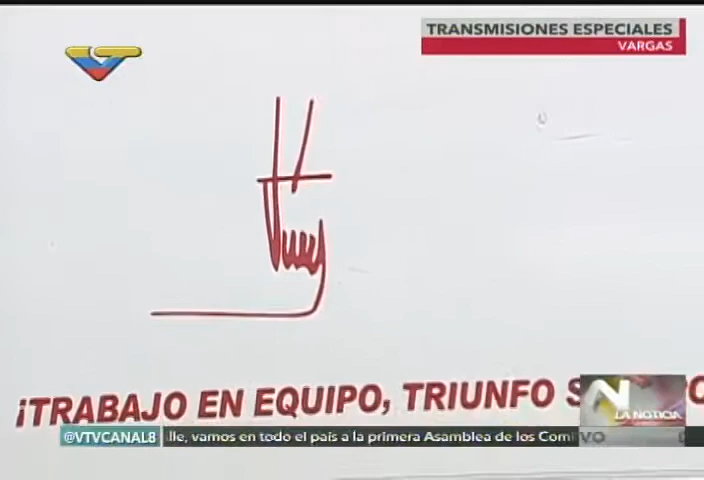 TRANSMISIONES ESPECIALES
VARGAS
¡TRABAJO EN EQUIPO, TRIUNFO
LA NOTICIA
@VTVCANAL8 lle, vamos en todo el país a la primera Asamblea de los Comi